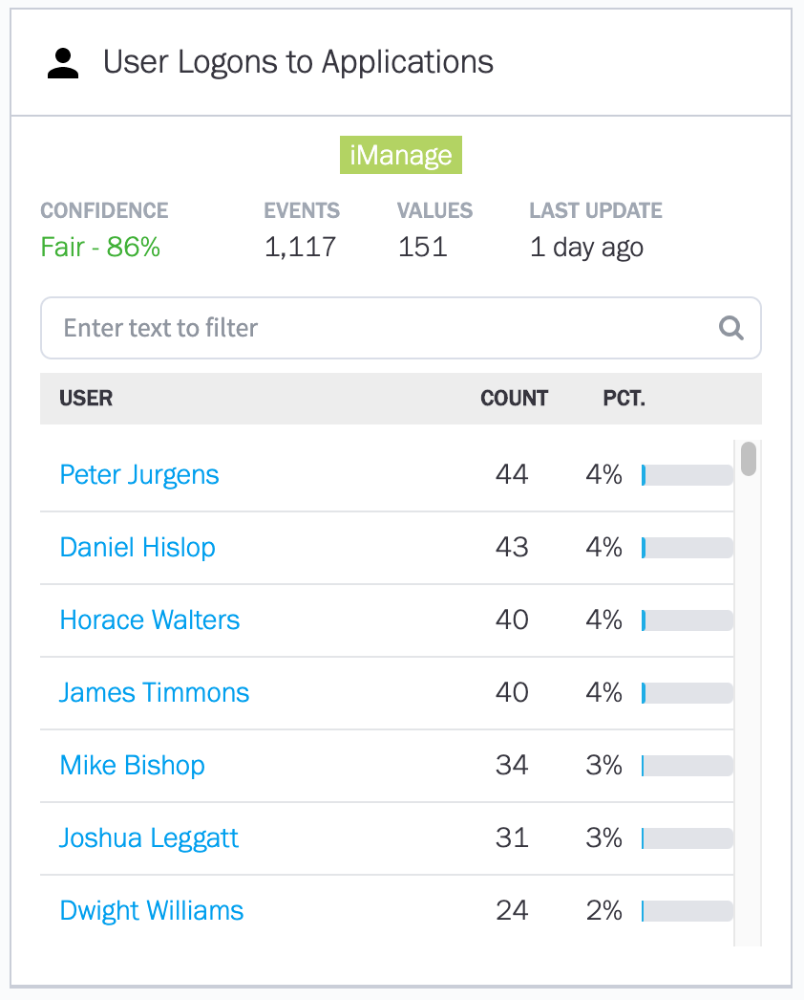 User Logons to Applications
iManage
CONFIDENCE EVENTS VALUES LAST UPDATE
Fair - 86% 1,117 151 1 day ago
Enter text to filter
USER COUNT PCT.
Peter Jurgens 44 4%
Daniel Hislop 43 4%
Horace Walters 40 4%
James Timmons 40 4%
Mike Bishop 34 3%
Joshua Leggatt 31 3%
Dwight Williams 24 2%